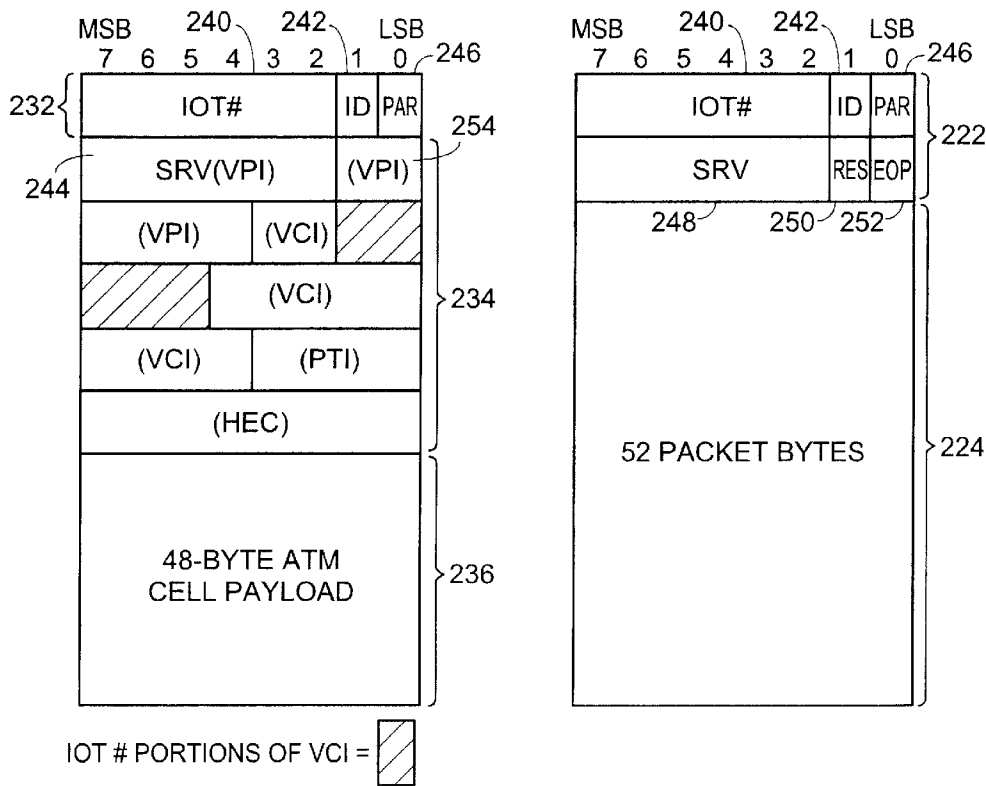 MSB 240 242 LSB
7 6 5 4 3 2 1 0 246
232 IOT# ID PAR
244 SRV(VPI) (VPI) 254
(VPI) (VCI)
(VCI) 234
(VCI) (PTI)
(HEC)
48-BYTE ATM
CELL PAYLOAD
236
IOT # PORTIONS OF VCI =
MSB 240 242 LSB
7 6 5 4 3 2 1 0 246
IOT# ID PAR
222
SRV RES EOP
248 250 252
52 PACKET BYTES 224